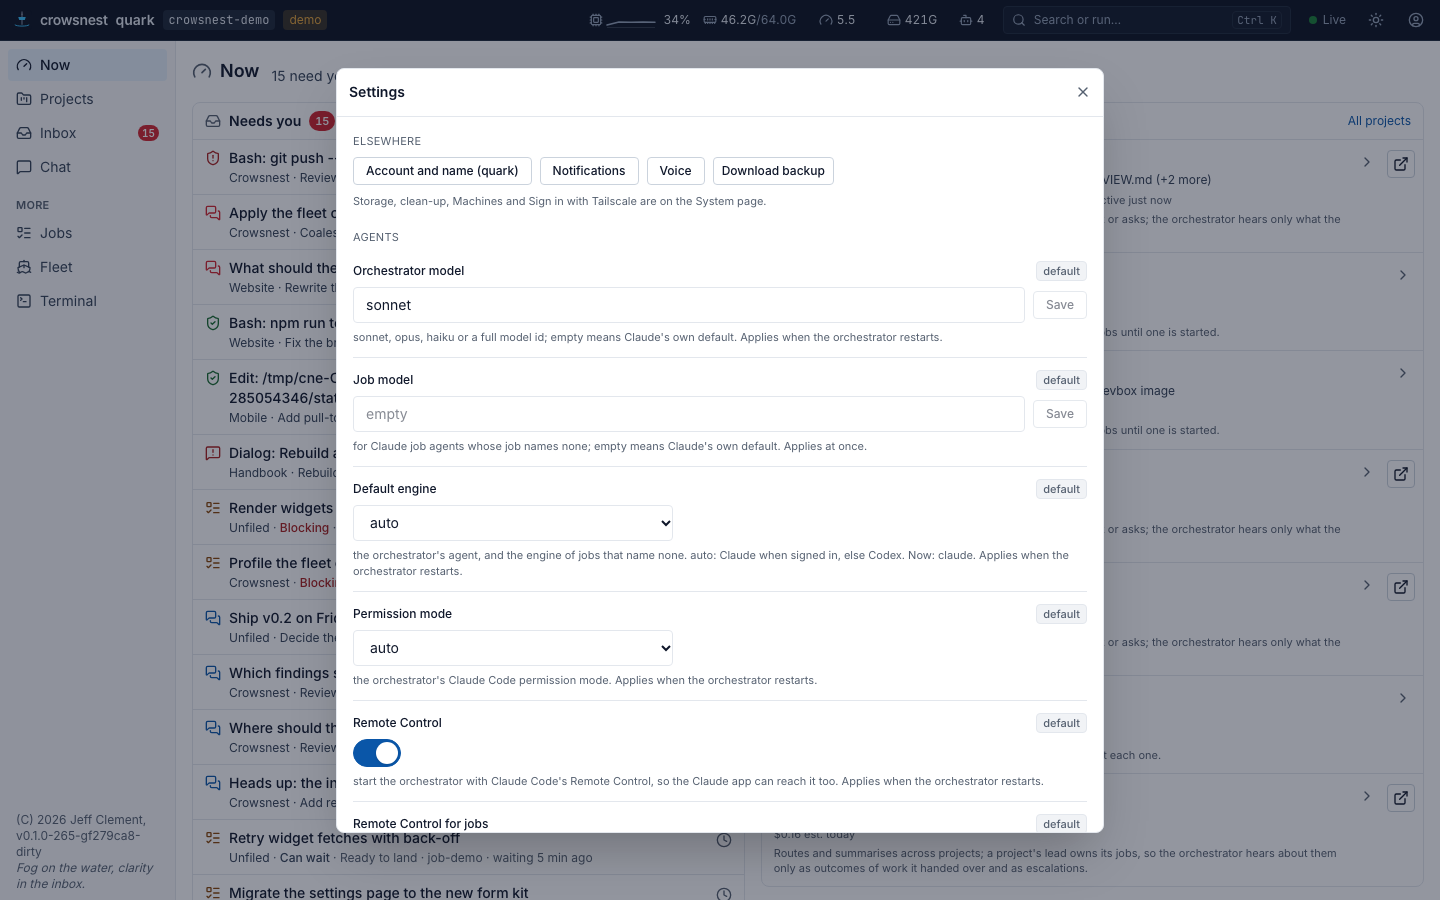 crowsnest quark crowsnest-demo demo 34% 46.2G/64.0G 5.5 421G 4 Search or run... Ctrl K Live
Now
Projects
Inbox 15
Chat
MORE
Jobs
Fleet
Terminal
(C) 2026 Jeff Clement,
v0.1.0-265-gf279ca8-
dirty
Fog on the water, clarity
in the inbox.
Now 15 need
Needs you 15
Bash: git push
Crowsnest ·
Apply the fleet
Crowsnest ·
What should the
Website · Rewrite
Bash: npm run
Website · Fix the
Edit: /tmp/cne-
285054346/
Mobile · Add
Dialog: Rebuild
Handbook ·
Render widgets
Unfiled · Blocking ·
Profile the fleet
Crowsnest ·
Ship v0.2 on
Unfiled · Decide
Which findings
Crowsnest ·
Where should
Crowsnest ·
Heads up: the
Crowsnest · Add
Retry widget fetches with back-off
Unfiled · Can wait · Ready to land · job-demo · waiting 5 min ago
Migrate the settings page to the new form kit
Settings
ELSEWHERE
Account and name (quark) Notifications Voice Download backup
Storage, clean-up, Machines and Sign in with Tailscale are on the System page.
AGENTS
Orchestrator model default
sonnet Save
sonnet, opus, haiku or a full model id; empty means Claude's own default. Applies when the orchestrator restarts.
Job model default
empty Save
for Claude job agents whose job names none; empty means Claude's own default. Applies at once.
Default engine default
auto
the orchestrator's agent, and the engine of jobs that name none. auto: Claude when signed in, else Codex. Now: claude. Applies when the
orchestrator restarts.
Permission mode default
auto
the orchestrator's Claude Code permission mode. Applies when the orchestrator restarts.
Remote Control default
start the orchestrator with Claude Code's Remote Control, so the Claude app can reach it too. Applies when the orchestrator restarts.
Remote Control for jobs default
All projects
VIEW.md (+2 more)
just now
or asks; the orchestrator hears only what the
until one is started.
image
until one is started.
or asks; the orchestrator hears only what the
or asks; the orchestrator hears only what the
each one.
$0.16 est. today
Routes and summarises across projects; a project's lead owns its jobs, so the orchestrator hears about them
only as outcomes of work it handed over and as escalations.